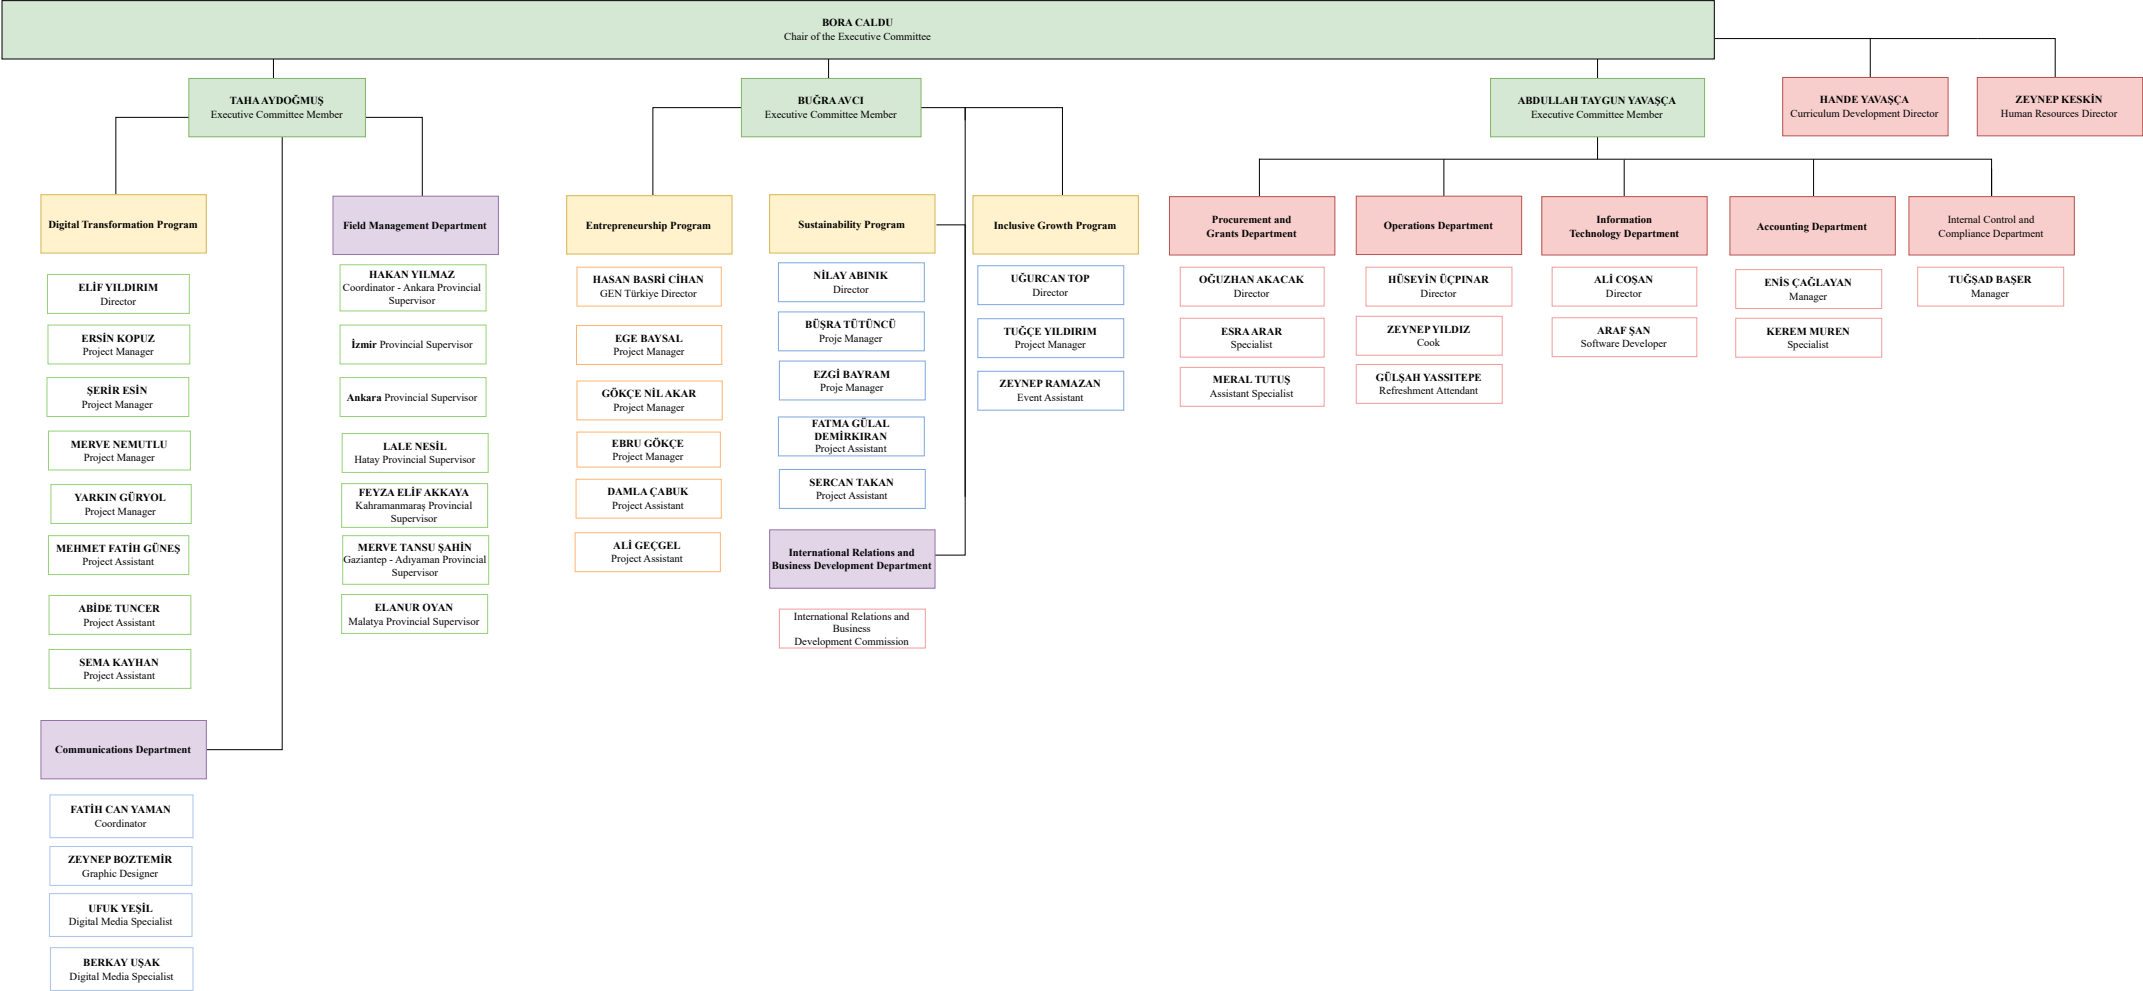 BORA CALDU
Chair of the Executive Committee
TAHA AYDOĞMUŞ
Executive Committee Member
BUĞRA AVCI
Executive Committee Member
ABDULLAH TAYGUN YAVAŞÇA
Executive Committee Member
HANDE YAVAŞÇA
Curriculum Development Director
ZEYNEP KESKİN
Human Resources Director
Digital Transformation Program
ELİF YILDIRIM
Director
ERSİN KOPUZ
Project Manager
ŞERİR ESİN
Project Manager
MERVE NEMUTLU
Project Manager
YARKIN GÜRYOL
Project Manager
MEHMET FATİH GÜNEŞ
Project Assistant
ABİDE TUNCER
Project Assistant
SEMA KAYHAN
Project Assistant
Communications Department
FATİH CAN YAMAN
Coordinator
ZEYNEP BOZTEMİR
Graphic Designer
UFUK YEŞİL
Digital Media Specialist
BERKAY UŞAK
Digital Media Specialist
Field Management Department
HAKAN YILMAZ
Coordinator - Ankara Provincial
Supervisor
İzmir Provincial Supervisor
Ankara Provincial Supervisor
LALE NESİL
Hatay Provincial Supervisor
FEYZA ELİF AKKAYA
Kahramanmaraş Provincial
Supervisor
MERVE TANSU ŞAHİN
Gaziantep - Adıyaman Provincial
Supervisor
ELANUR OYAN
Malatya Provincial Supervisor
Entrepreneurship Program
HASAN BASRİ CİHAN
GEN Türkiye Director
EGE BAYSAL
Project Manager
GÖKÇE NİL AKAR
Project Manager
EBRU GÖKÇE
Project Manager
DAMLA ÇABUK
Project Assistant
ALİ GEÇGEL
Project Assistant
Sustainability Program
NİLAY ABINIK
Director
BÜŞRA TÜTÜNCÜ
Proje Manager
EZGİ BAYRAM
Proje Manager
FATMA GÜLAL
DEMİRKIRAN
Project Assistant
SERCAN TAKAN
Project Assistant
International Relations and
Business Development Department
International Relations and
Business
Development Commission
Inclusive Growth Program
UĞURCAN TOP
Director
TUĞÇE YILDIRIM
Project Manager
ZEYNEP RAMAZAN
Event Assistant
Procurement and
Grants Department
OĞUZHAN AKACAK
Director
ESRA ARAR
Specialist
MERAL TUTUŞ
Assistant Specialist
Operations Department
HÜSEYİN ÜÇPINAR
Director
ZEYNEP YILDIZ
Cook
GÜLŞAH YASSITEPE
Refreshment Attendant
Information
Technology Department
ALİ COŞAN
Director
ARAF ŞAN
Software Developer
Accounting Department
ENİS ÇAĞLAYAN
Manager
KEREM MUREN
Specialist
Internal Control and
Compliance Department
TUĞŞAD BAŞER
Manager